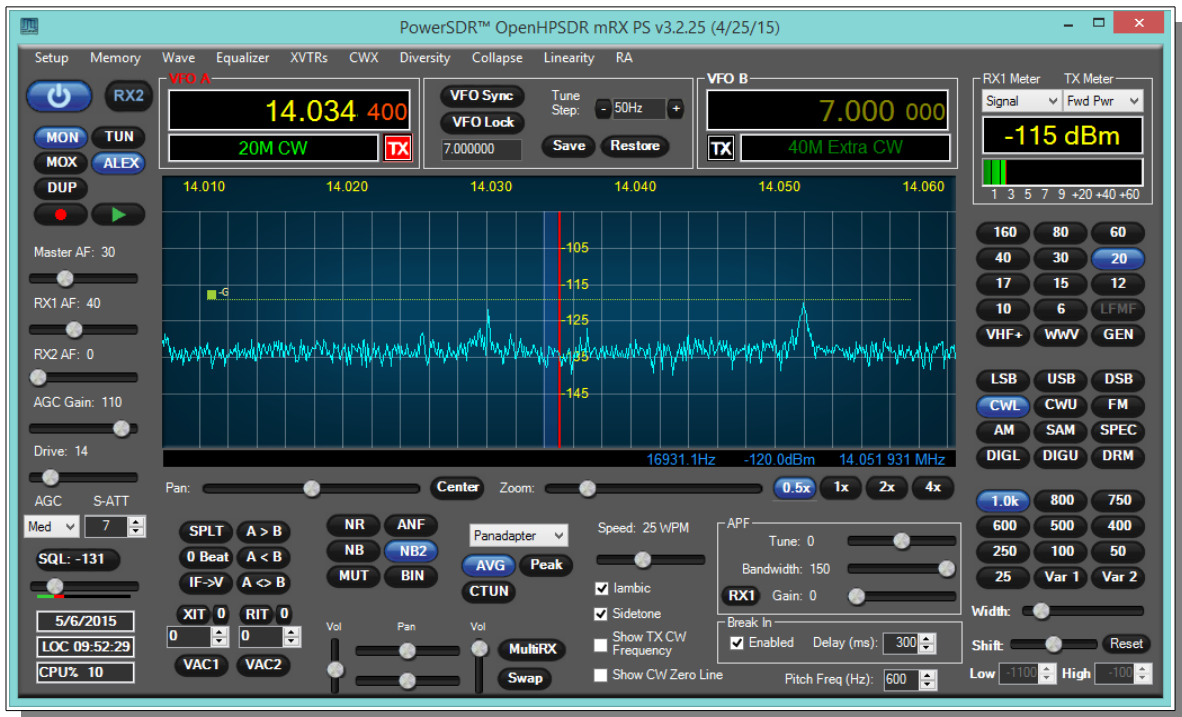 PowerSDR™ OpenHPSDR mRX PS v3.2.25 (4/25/15)
Setup Memory Wave Equalizer XVTRs CWX Diversity Collapse Linearity RA
RX2
MON TUN
MOX ALEX
DUP
Master AF: 30
RX1 AF: 40
RX2 AF: 0
AGC Gain: 110
Drive: 14
AGC S-ATT
Med 7
SQL: -131
5/6/2015
LOC 09:52:29
CPU% 10
VFO A
14.034 400
20M CW TX
VFO Sync
VFO Lock
Tune
Step: - 50Hz +
7.000000 Save Restore
VFO B
7.000 000
TX 40M Extra CW
RX1 Meter TX Meter
Signal Fwd Pwr
-115 dBm
1 3 5 7 9 +20 +40 +60
14.010 14.020 14.030 14.040 14.050 14.060
-105
-G
-115
-125
-135
-145
16931.1Hz -120.0dBm 14.051 931 MHz
Pan: Center Zoom: 0.5x 1x 2x 4x
160 80 60
40 30 20
17 15 12
10 6 LFMF
VHF+ WWV GEN
LSB USB DSB
CWL CWU FM
AM SAM SPEC
DIGL DIGU DRM
1.0k 800 750
600 500 400
250 100 50
25 Var 1 Var 2
Width:
Shift: Reset
Low -1100 High -100
SPLT A > B
0 Beat A < B
IF->V A <> B
XIT 0 RIT 0
0 0
VAC1 VAC2
NR ANF
NB NB2
MUT BIN
Panadapter
AVG Peak
CTUN
Vol Pan Vol
MultiRX
Swap
Speed: 25 WPM
Iambic
Sidetone
Show TX CW
Frequency
Show CW Zero Line
APF
Tune: 0
Bandwidth: 150
RX1 Gain: 0
Break In
Enabled Delay (ms): 300
Pitch Freq (Hz): 600